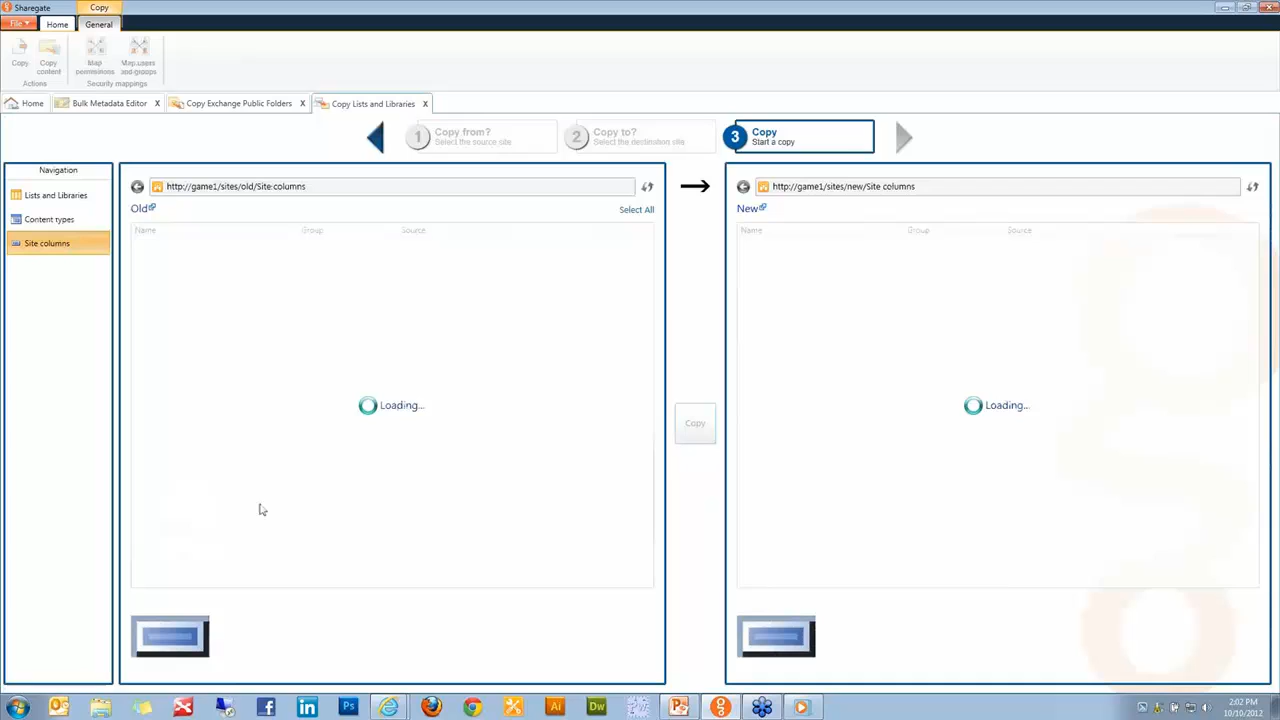 Sharegate
Copy
File
Home
General
Copy
Copy content
Map permissions
Map users and groups
Actions
Security mappings
Home
Bulk Metadata Editor x
Copy Exchange Public Folders x
Copy Lists and Libraries x
1 Copy from?
Select the source site
2 Copy to?
Select the destination site
3 Copy
Start a copy
Navigation
Lists and Libraries
Content types
Site columns
http://game1/sites/old/Site columns
Old
Select All
Name Group Source
Loading...
Copy
http://game1/sites/new/Site columns
New
Name Group Source
Loading...
2:02 PM
10/10/2012